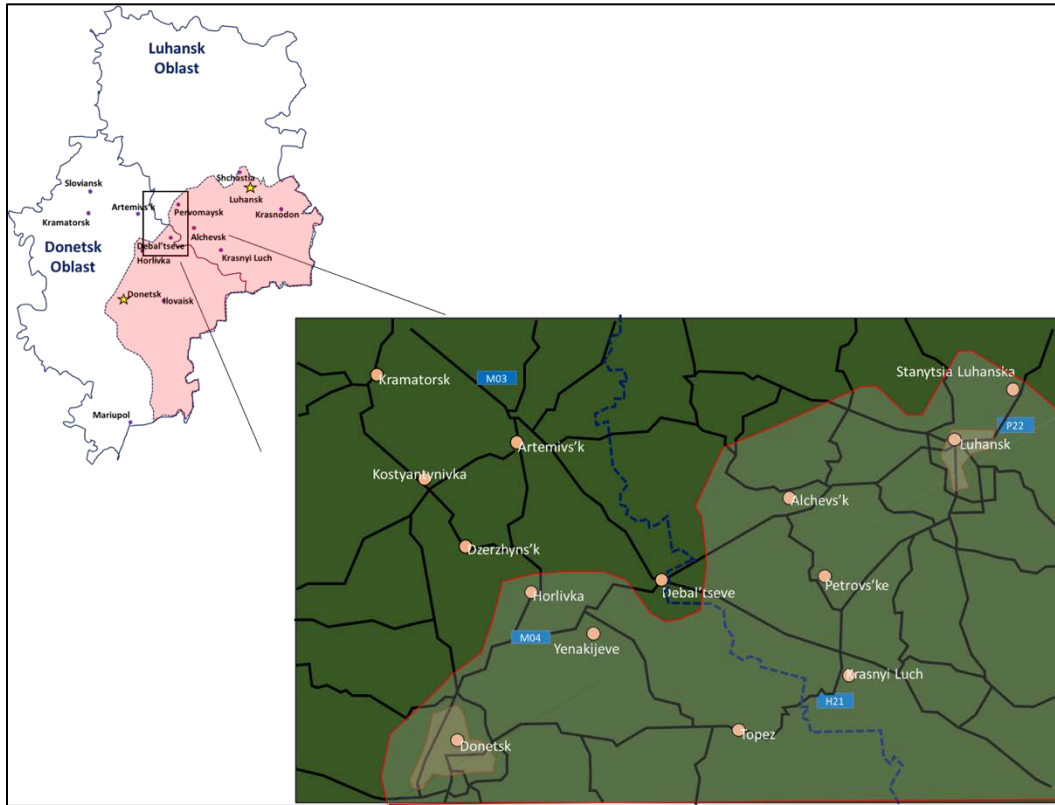 Luhansk
Oblast
Shchastia
Sloviansk
Luhansk
Artemivs'k
Pervomaysk
Krasnodon
Kramatorsk
Alchevsk
Donetsk
Oblast
Debal'tseve
Horlivka
Krasnyi Luch
Donetsk
Ilovaisk
Mariupol
Stanytsia Luhanska
Kramatorsk
M03
P22
Luhansk
Artemivs'k
Kostyantynivka
Alchevs'k
Dzerzhyns'k
Petrovs'ke
Horlivka
Debal'tseve
M04
Yenakijeve
Krasnyi Luch
H21
Topez
Donetsk